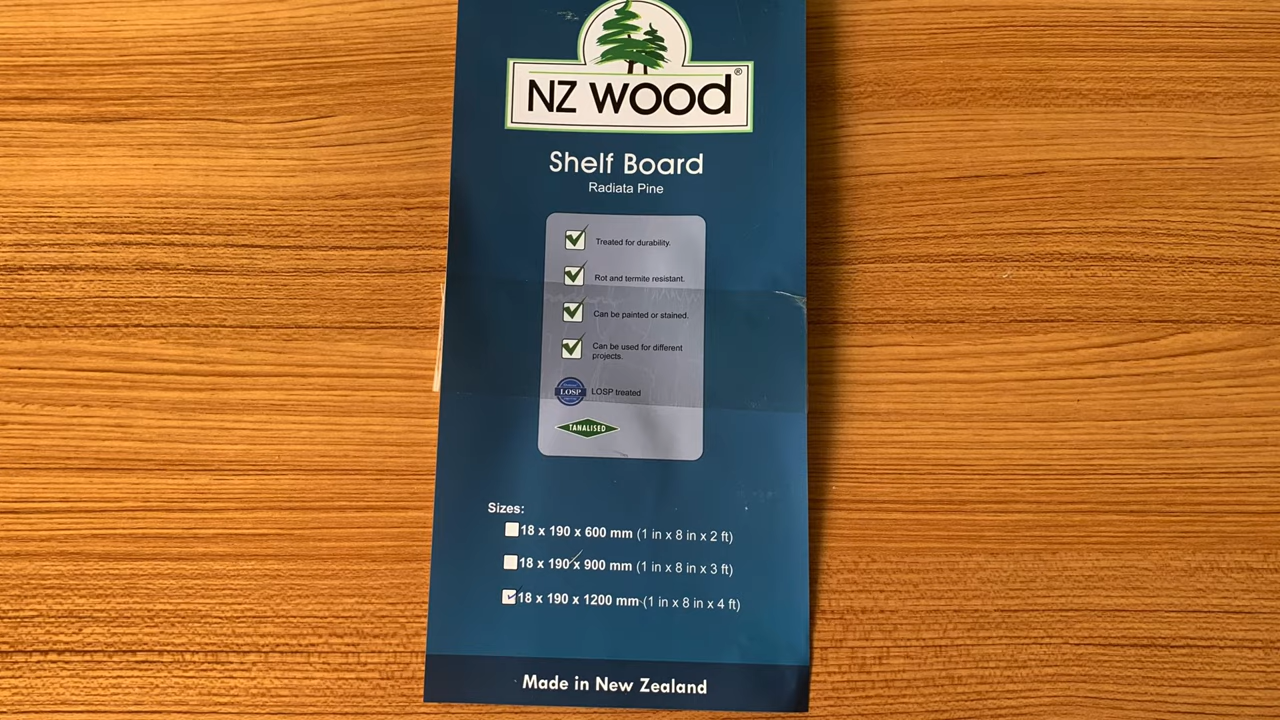 NZ wood®
Shelf Board
Radiata Pine
Treated for durability.
Rot and termite resistant.
Can be painted or stained.
Can be used for different
projects.
LOSP LOSP treated
TANALISED
Sizes:
18 x 190 x 600 mm (1 in x 8 in x 2 ft)
18 x 190 x 900 mm (1 in x 8 in x 3 ft)
18 x 190 x 1200 mm (1 in x 8 in x 4 ft)
Made in New Zealand